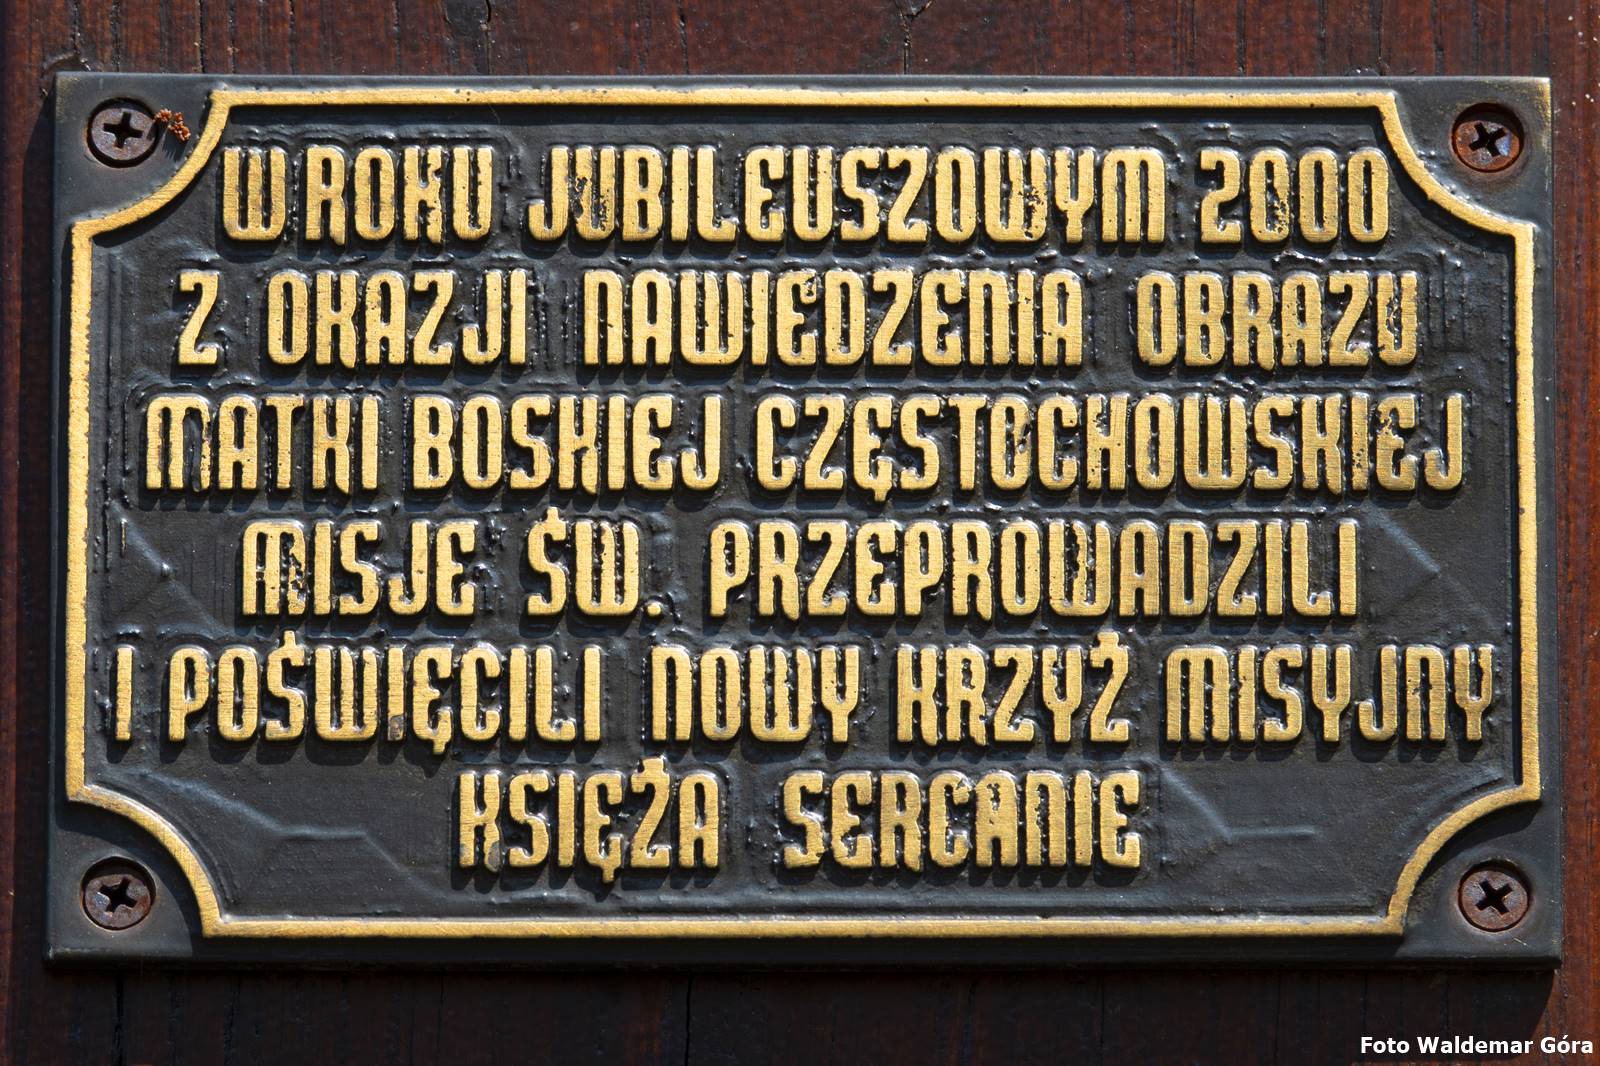 W ROKU JUBILEUSZOWYM 2000
Z OKAZJI NAWIEDZENIA OBRAZU
MATKI BOSKIEJ CZĘSTOCHOWSKIEJ
MISJE ŚW. PRZEPROWADZILI
I POŚWIĘCILI NOWY KRZYŻ MISYJNY
KSIĘŻA SERCANIE
Foto Waldemar Góra